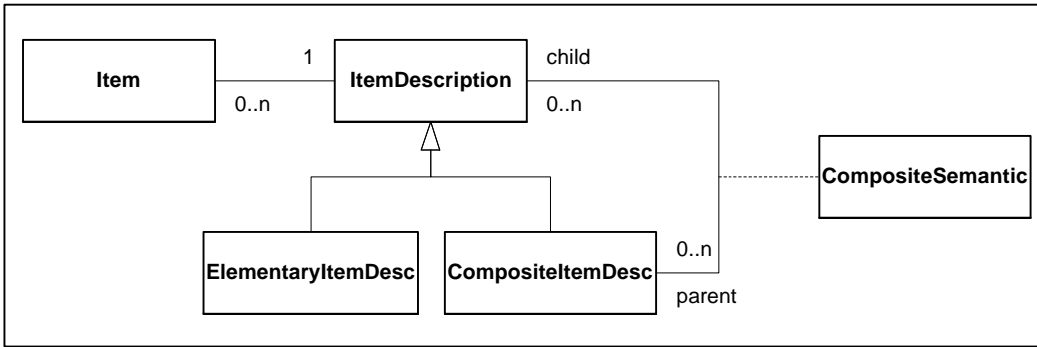 1
child
Item
ItemDescription
0..n
0..n
CompositeSemantic
0..n
ElementaryItemDesc
CompositeItemDesc
parent